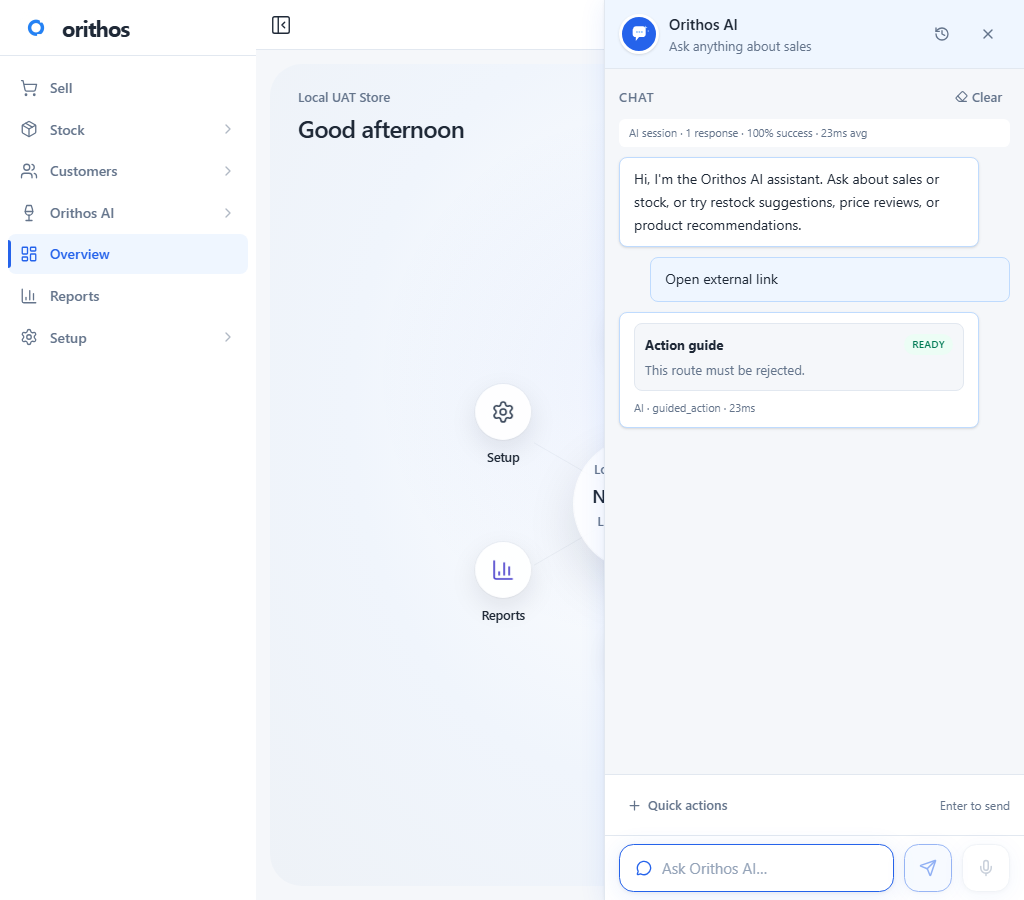 orithos
Sell
Stock
Customers
Orithos AI
Overview
Reports
Setup
Local UAT Store
Good afternoon
Setup
Reports
Lo
N
L
Orithos AI
Ask anything about sales
CHAT
Clear
AI session · 1 response · 100% success · 23ms avg
Hi, I'm the Orithos AI assistant. Ask about sales or
stock, or try restock suggestions, price reviews, or
product recommendations.
Open external link
Action guide
READY
This route must be rejected.
AI · guided_action · 23ms
Quick actions
Enter to send
Ask Orithos AI...